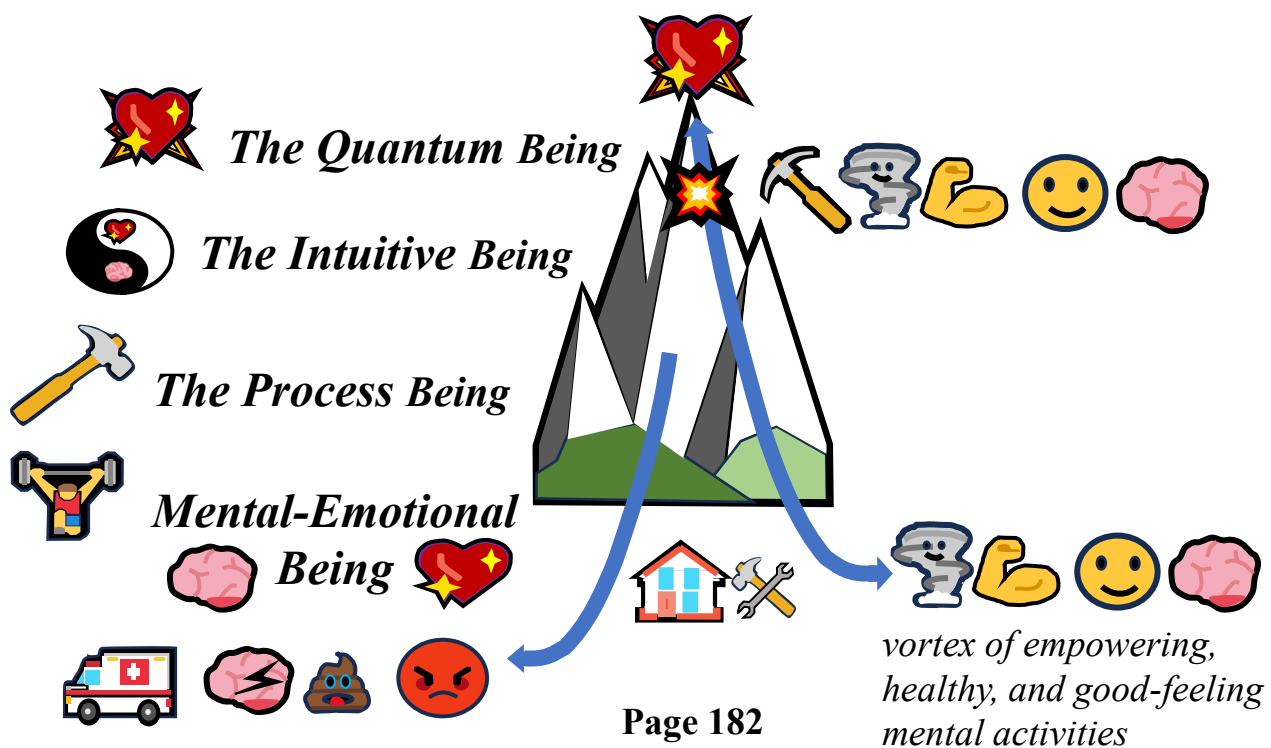 The Quantum Being
The Intuitive Being
The Process Being
Mental-Emotional
Being
vortex of empowering,
healthy, and good-feeling
mental activities
Page 182